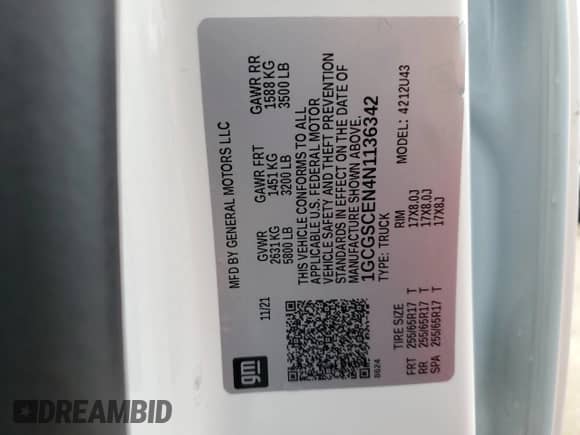 gm
MFD BY GENERAL MOTORS LLC
11/21
GVWR
2631 KG
5800 LB
GAWR FRT
1451 KG
3200 LB
GAWR RR
1588 KG
3500 LB
THIS VEHICLE CONFORMS TO ALL
APPLICABLE U.S. FEDERAL MOTOR
VEHICLE SAFETY AND THEFT PREVENTION
STANDARDS IN EFFECT ON THE DATE OF
MANUFACTURE SHOWN ABOVE.
1GCGSCEN4N1136342
TYPE: TRUCK
MODEL: 4212U43
8624
TIRE SIZE
RIM
FRT 255/65R17 T 17X8.0J
RR 255/65R17 T 17X8.0J
SPA 255/65R17 T 17X8J
DREAMBID